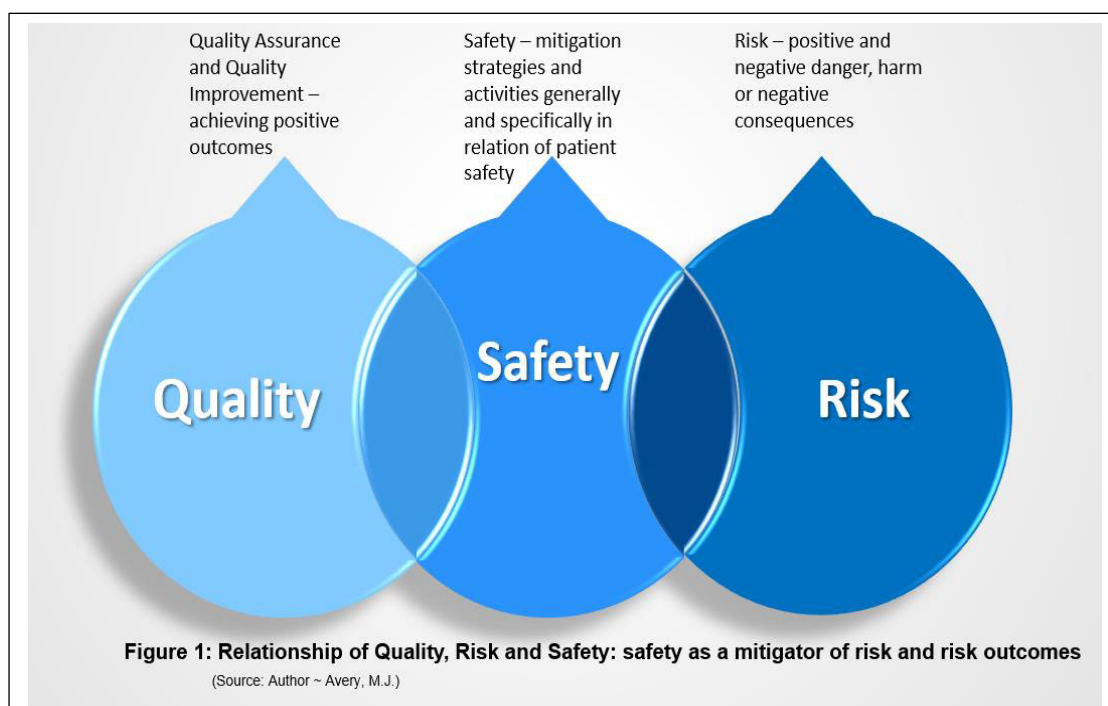 Quality Assurance
and Quality
Improvement –
achieving positive
outcomes
Safety – mitigation
strategies and
activities generally
and specifically in
relation of patient
safety
Risk – positive and
negative danger, harm
or negative
consequences
Quality
Safety
Risk
Figure 1: Relationship of Quality, Risk and Safety: safety as a mitigator of risk and risk outcomes
(Source: Author ~ Avery, M.J.)